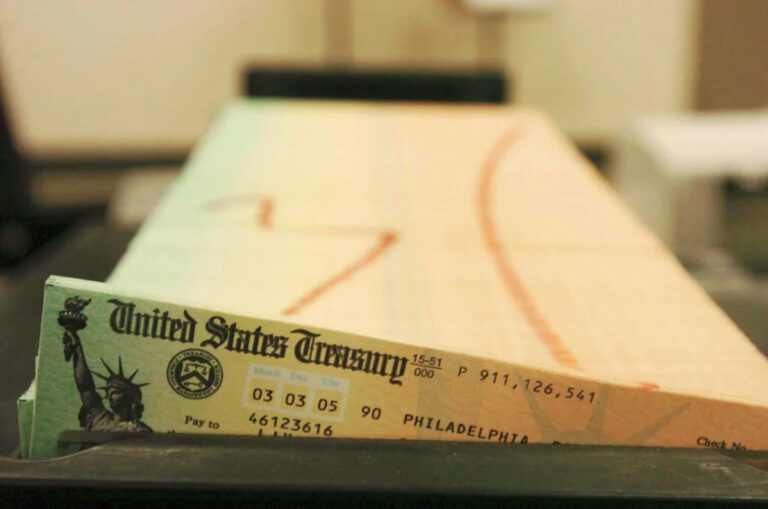 United States Treasury 15-51 P 911,126,541
000
Month Day Year
03 03 05 90 PHILADELPHIA,
Pay to 46123616 Check No.